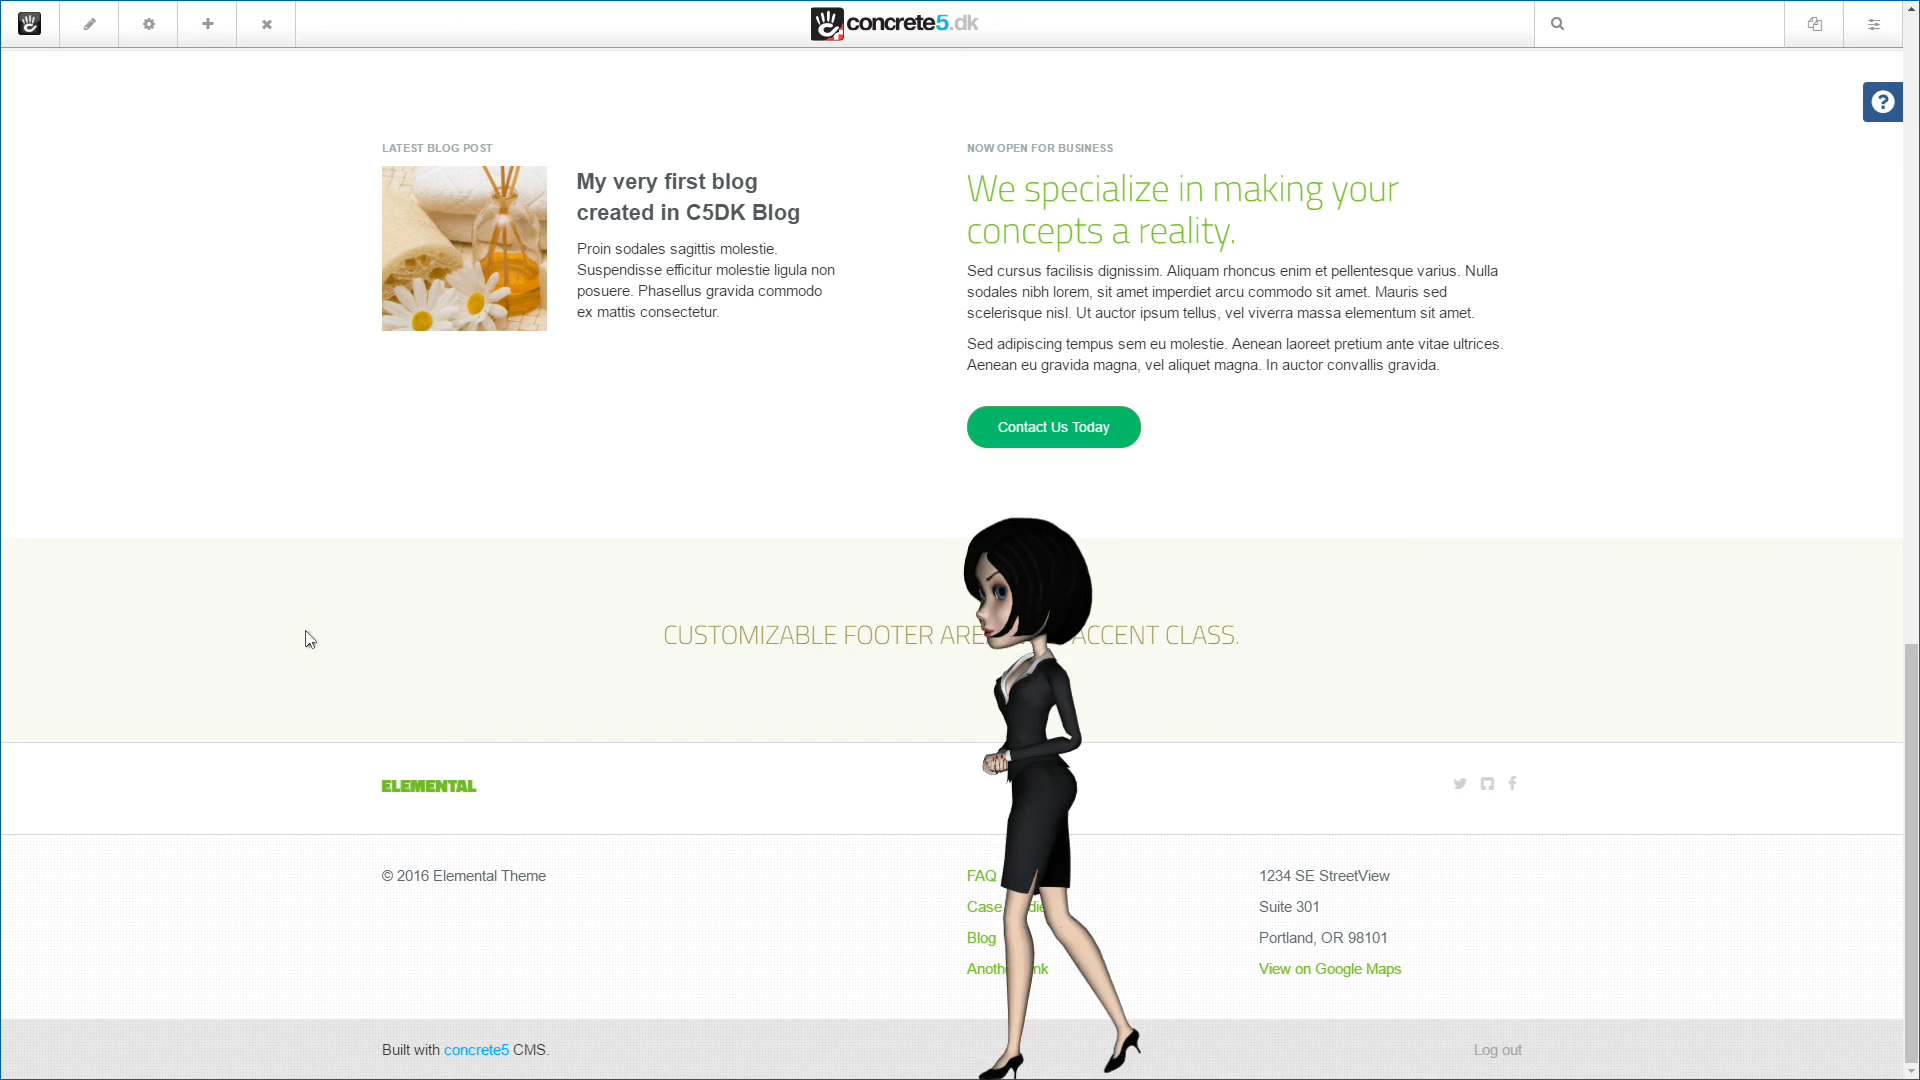 concrete5.dk
LATEST BLOG POST
My very first blog
created in C5DK Blog
Proin sodales sagittis molestie.
Suspendisse efficitur molestie ligula non
posuere. Phasellus gravida commodo
ex mattis consectetur.
NOW OPEN FOR BUSINESS
We specialize in making your
concepts a reality.
Sed cursus facilisis dignissim. Aliquam rhoncus enim et pellentesque varius. Nulla
sodales nibh lorem, sit amet imperdiet arcu commodo sit amet. Mauris sed
scelerisque nisl. Ut auctor ipsum tellus, vel viverra massa elementum sit amet.
Sed adipiscing tempus sem eu molestie. Aenean laoreet pretium ante vitae ultrices.
Aenean eu gravida magna, vel aliquet magna. In auctor convallis gravida.
Contact Us Today
CUSTOMIZABLE FOOTER ACCENT CLASS.
ELEMENTAL
© 2016 Elemental Theme
FAQ
Case
Blog
1234 SE StreetView
Suite 301
Portland, OR 98101
View on Google Maps
Built with concrete5 CMS.
Log out